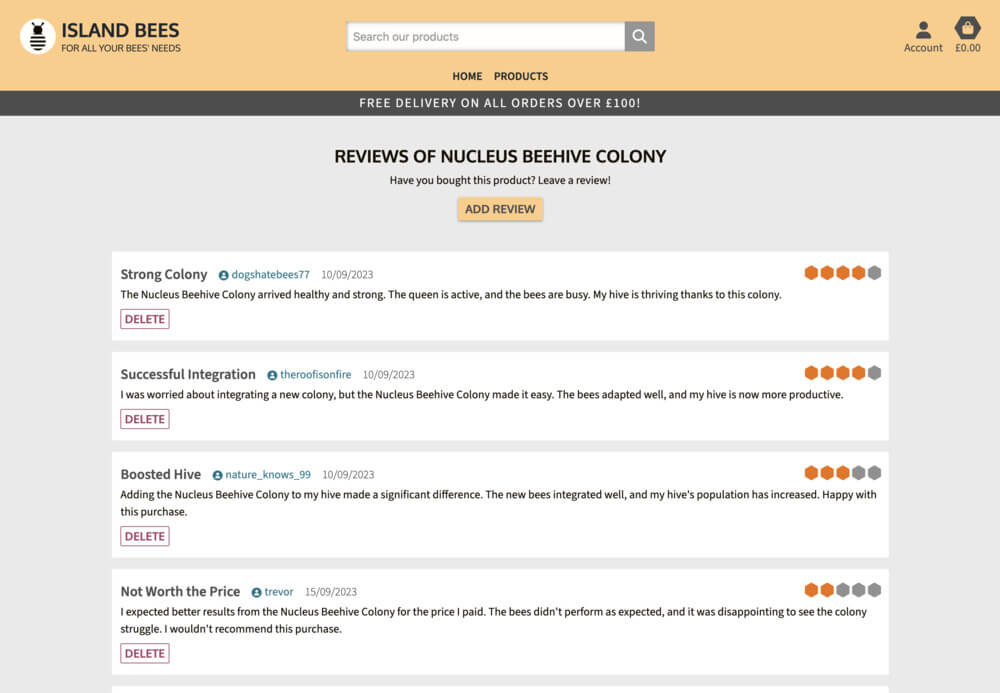 ISLAND BEES
FOR ALL YOUR BEES' NEEDS
Search our products
Account
£0.00
HOME PRODUCTS
FREE DELIVERY ON ALL ORDERS OVER £100!
REVIEWS OF NUCLEUS BEEHIVE COLONY
Have you bought this product? Leave a review!
ADD REVIEW
Strong Colony dogshatebees77 10/09/2023
The Nucleus Beehive Colony arrived healthy and strong. The queen is active, and the bees are busy. My hive is thriving thanks to this colony.
DELETE
Successful Integration theroofisonfire 10/09/2023
I was worried about integrating a new colony, but the Nucleus Beehive Colony made it easy. The bees adapted well, and my hive is now more productive.
DELETE
Boosted Hive nature_knows_99 10/09/2023
Adding the Nucleus Beehive Colony to my hive made a significant difference. The new bees integrated well, and my hive's population has increased. Happy with
this purchase.
DELETE
Not Worth the Price trevor 15/09/2023
I expected better results from the Nucleus Beehive Colony for the price I paid. The bees didn't perform as expected, and it was disappointing to see the colony
struggle. I wouldn't recommend this purchase.
DELETE